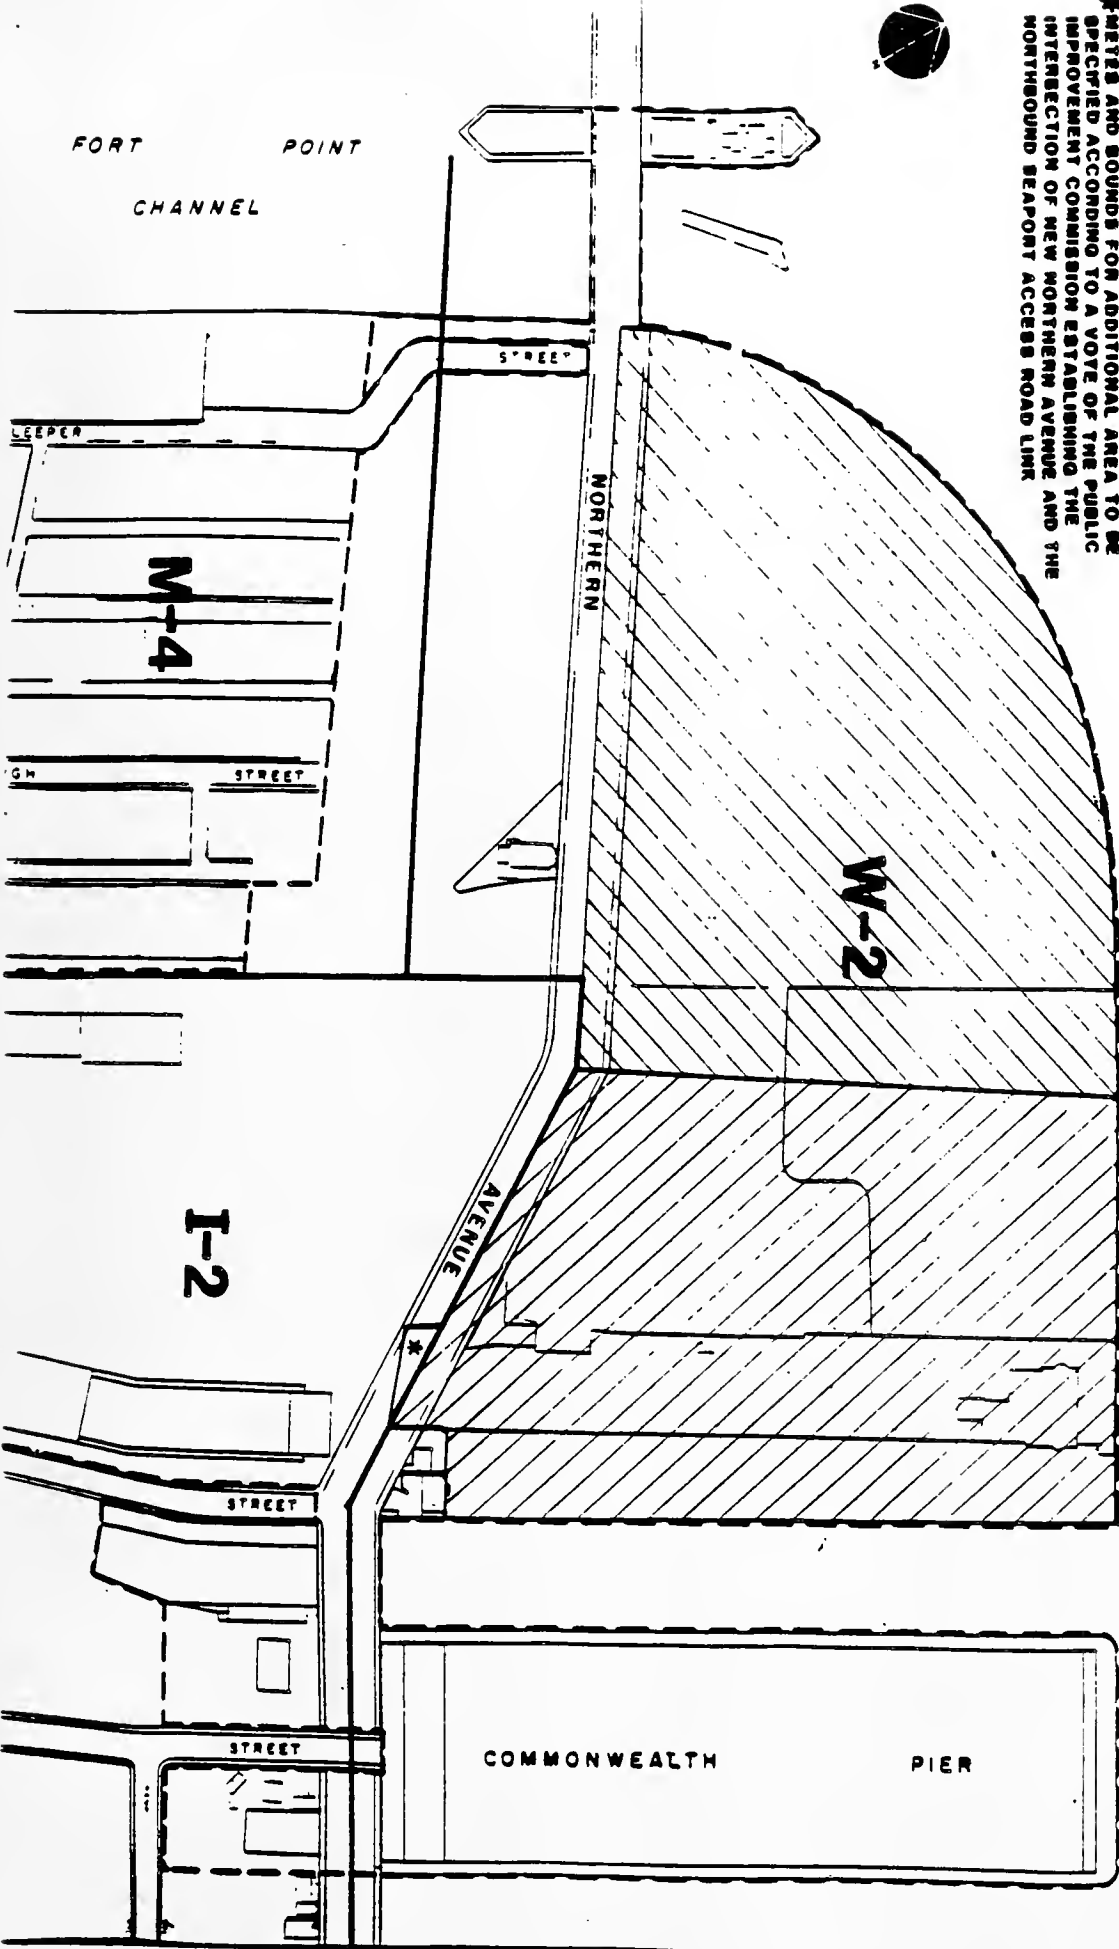 *METES AND BOUNDS FOR ADDITIONAL AREA TO BE
SPECIFIED ACCORDING TO A VOTE OF THE PUBLIC
IMPROVEMENT COMMISSION ESTABLISHING THE
INTERSECTION OF NEW NORTHERN AVENUE AND THE
NORTHBOUND SEAPORT ACCESS ROAD LINK
FORT POINT
CHANNEL
STREET
LEEPER
NORTHERN
M-4
GH STREET
W-2
AVENUE
I-2
*
STREET
STREET
COMMONWEALTH PIER